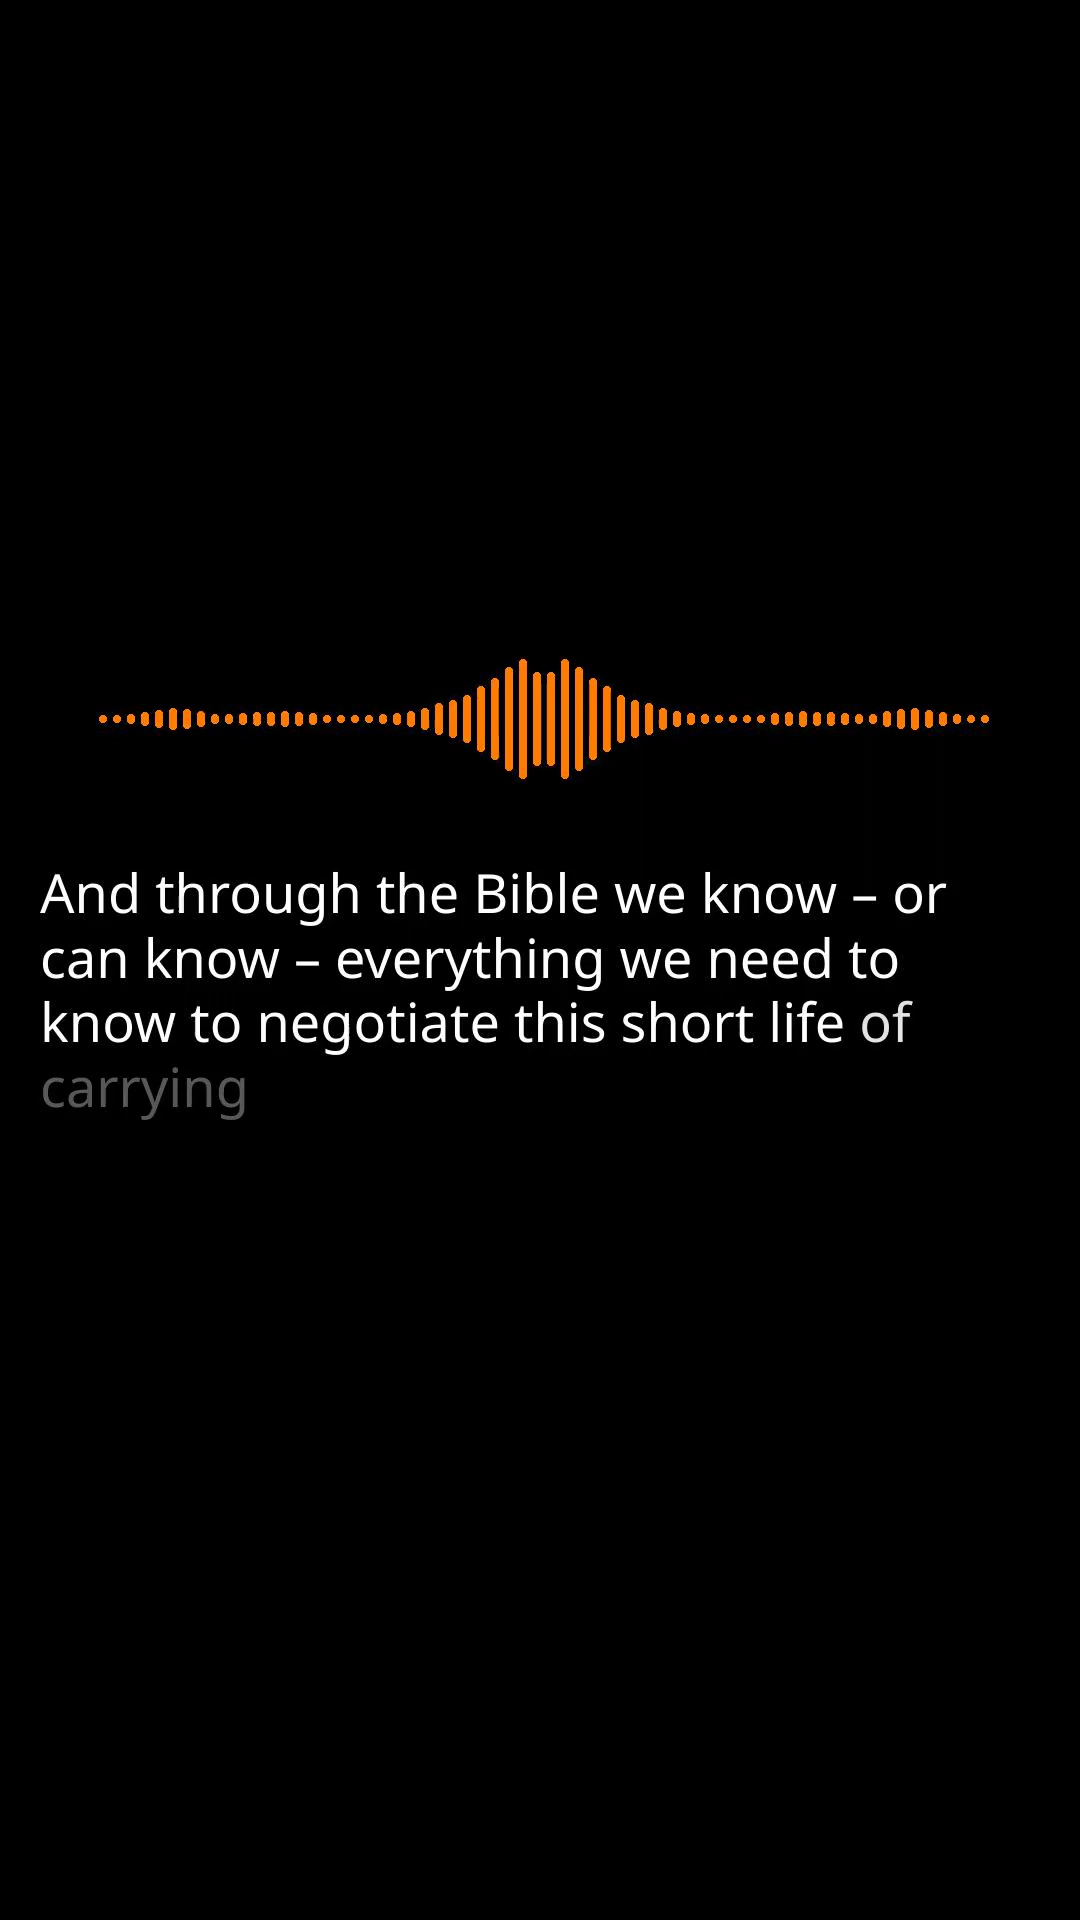 And through the Bible we know – or
can know – everything we need to
know to negotiate this short life of
carrying